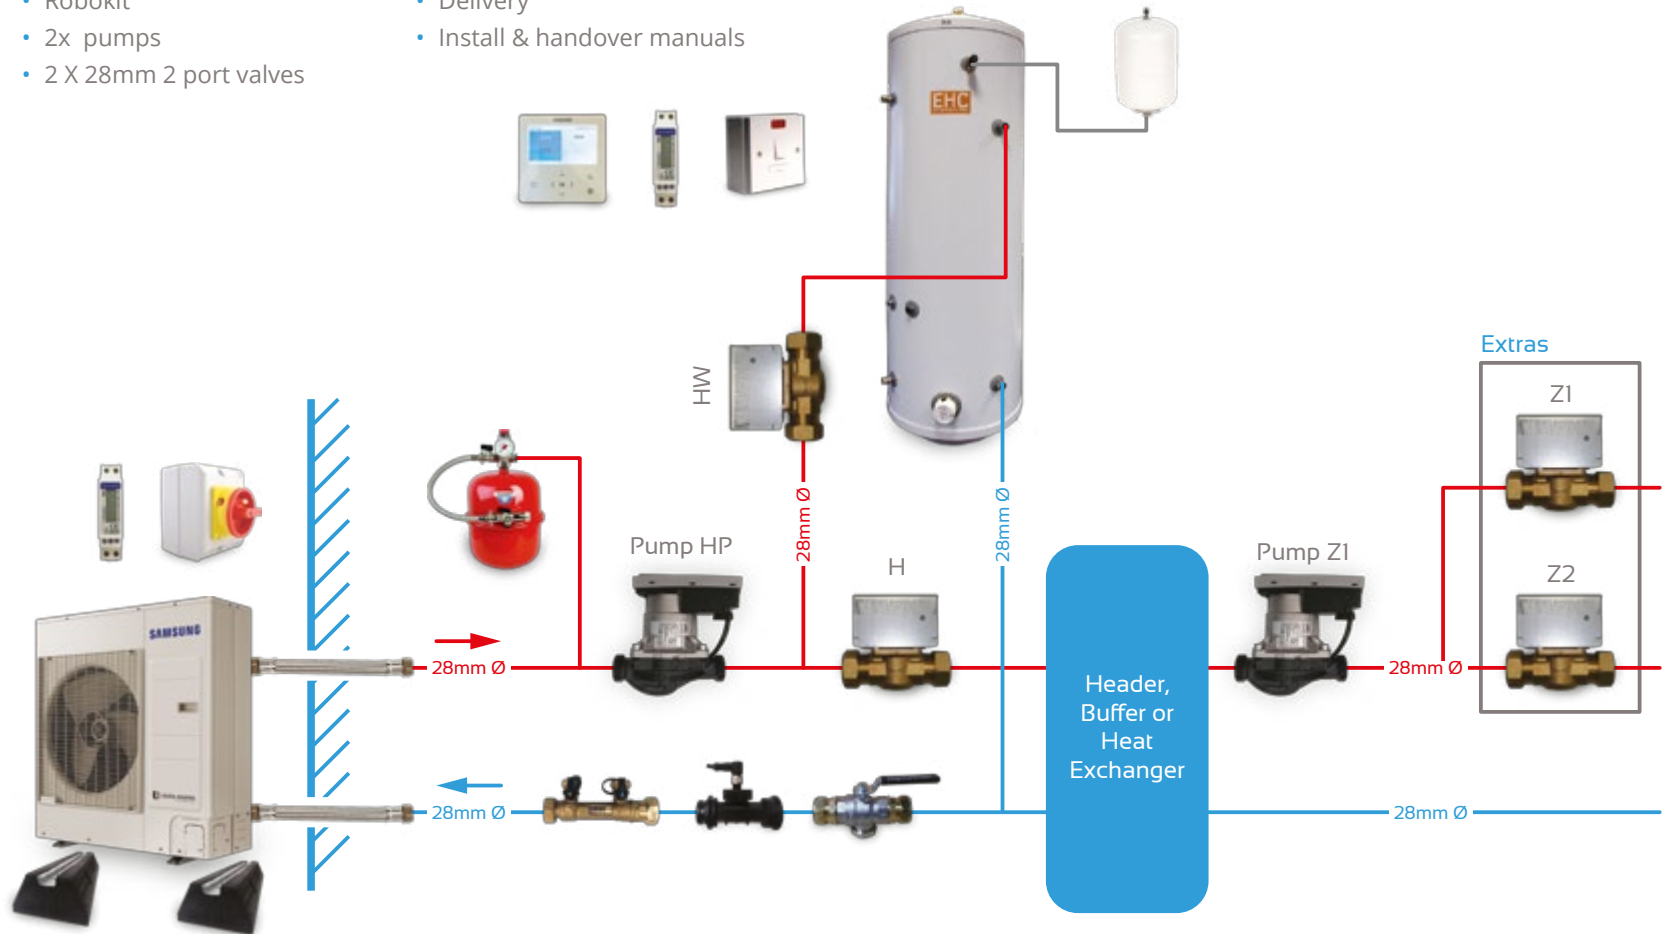 • Robokit
• 2x pumps
• 2 X 28mm 2 port valves
• Delivery
• Install & handover manuals
EHC
HW
Extras
Z1
Z2
28mm Ø
28mm Ø
Pump HP
H
Pump Z1
SAMSUNG
28mm Ø
28mm Ø
Header,
Buffer or
Heat
Exchanger
28mm Ø
28mm Ø